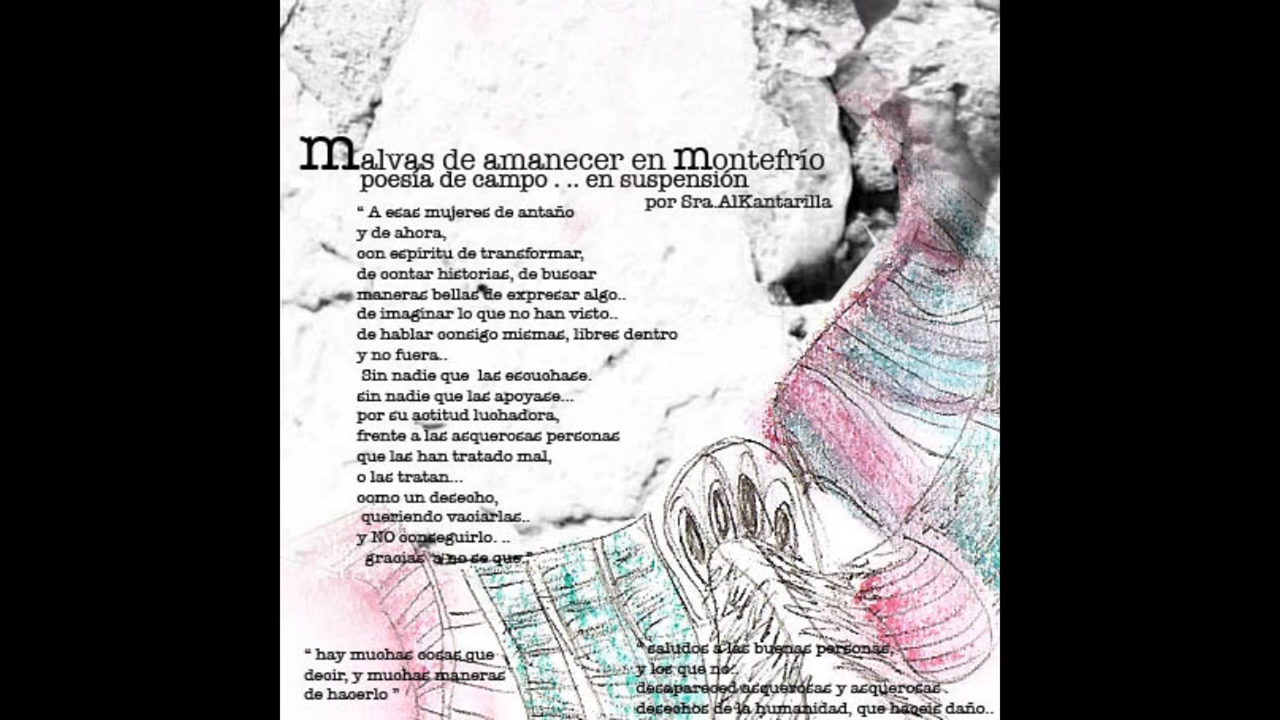 malvas de amanecer en montefrío
poesía de campo . .. en suspensión
por Sra.AlKantarilla
“ A esas mujeres de antaño
y de ahora,
con espiritu de transformar,
de contar historias, de buscar
maneras bellas de expresar algo..
de imaginar lo que no han visto..
de hablar consigo mismas, libres dentro
y no fuera..
Sin nadie que las escuchase.
sin nadie que las apoyase...
por su actitud luchadora,
frente a las asquerosas personas
que las han tratado mal,
o las tratan...
como un desecho,
queriendo vaciarlas..
y NO conseguirlo. ..
gracias a no se que ”
“ hay muchas cosas que
decir, y muchas maneras
de hacerlo ”
“ saludos a las buenas personas,
y los que no..
desapareced asquerosas y asquerosas .
desechos de la humanidad, que haceis daño..